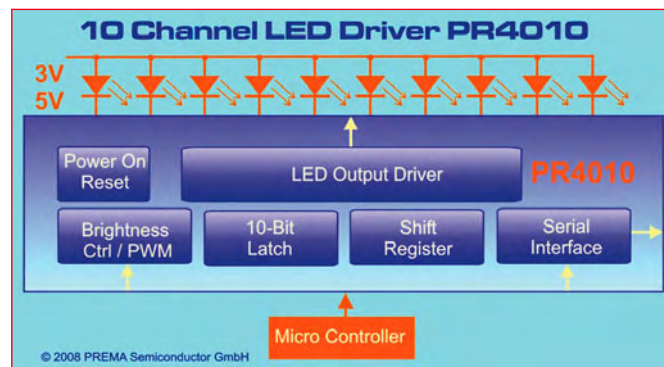 10 Channel LED Driver PR4010
3V
5V
Power On
Reset
LED Output Driver
PR4010
Brightness
Ctrl / PWM
10-Bit
Latch
Shift
Register
Serial
Interface
Micro Controller
© 2008 PREMA Semiconductor GmbH